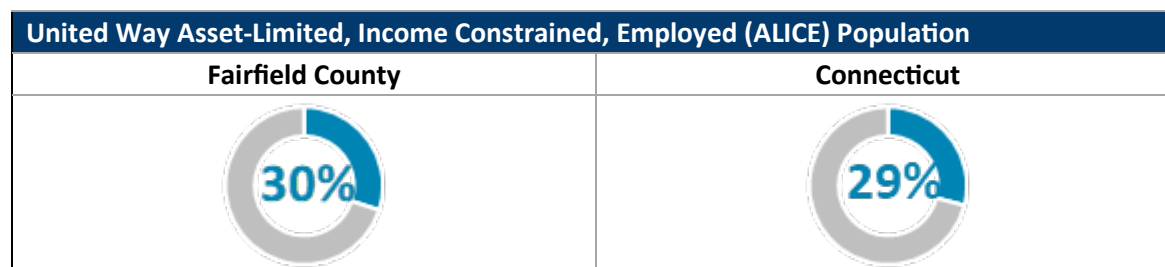 United Way Asset-Limited, Income Constrained, Employed (ALICE) Population
Fairfield County
Connecticut
30%
29%